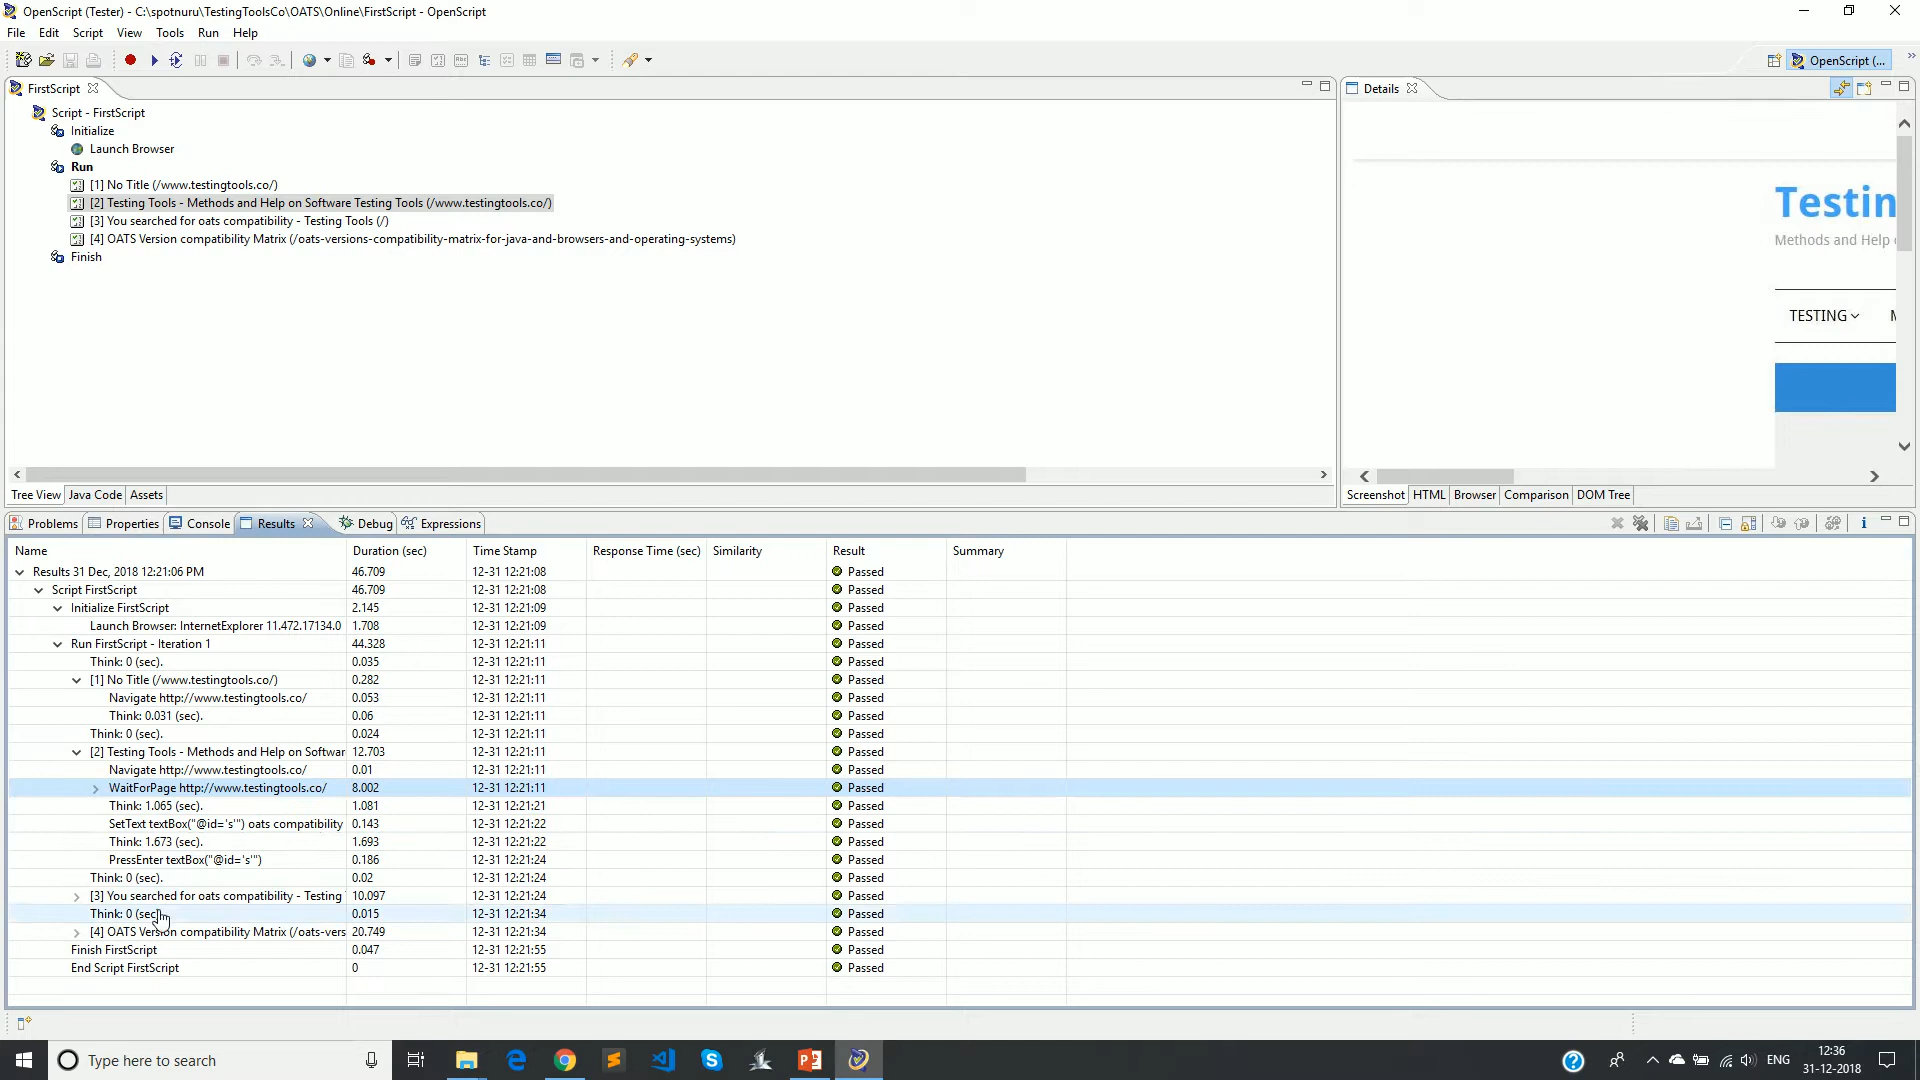 OpenScript (Tester) - C:\spotnuru\TestingToolsCo\OATS\Online\FirstScript - OpenScript
File Edit Script View Tools Run Help
OpenScript (...
FirstScript
Script - FirstScript
Initialize
Launch Browser
Run
[1] No Title (/www.testingtools.co/)
[2] Testing Tools - Methods and Help on Software Testing Tools (/www.testingtools.co/)
[3] You searched for oats compatibility - Testing Tools (/)
[4] OATS Version compatibility Matrix (/oats-versions-compatibility-matrix-for-java-and-browsers-and-operating-systems)
Finish
Tree View Java Code Assets
Details
Testin
Methods and Help
TESTING M
Screenshot HTML Browser Comparison DOM Tree
Problems Properties Console Results Debug Expressions
Name Duration (sec) Time Stamp Response Time (sec) Similarity Result Summary
Results 31 Dec, 2018 12:21:06 PM 46.709 12-31 12:21:08 Passed
Script FirstScript 46.709 12-31 12:21:08 Passed
Initialize FirstScript 2.145 12-31 12:21:09 Passed
Launch Browser: InternetExplorer 11.472.17134.0 1.708 12-31 12:21:09 Passed
Run FirstScript - Iteration 1 44.328 12-31 12:21:11 Passed
Think: 0 (sec). 0.035 12-31 12:21:11 Passed
[1] No Title (/www.testingtools.co/) 0.282 12-31 12:21:11 Passed
Navigate http://www.testingtools.co/ 0.053 12-31 12:21:11 Passed
Think: 0.031 (sec). 0.06 12-31 12:21:11 Passed
Think: 0 (sec). 0.024 12-31 12:21:11 Passed
[2] Testing Tools - Methods and Help on Softwar 12.703 12-31 12:21:11 Passed
Navigate http://www.testingtools.co/ 0.01 12-31 12:21:11 Passed
WaitForPage http://www.testingtools.co/ 8.002 12-31 12:21:11 Passed
Think: 1.065 (sec). 1.081 12-31 12:21:21 Passed
SetText textBox("@id='s'") oats compatibility 0.143 12-31 12:21:22 Passed
Think: 1.673 (sec). 1.693 12-31 12:21:22 Passed
PressEnter textBox("@id='s'") 0.186 12-31 12:21:24 Passed
Think: 0 (sec). 0.02 12-31 12:21:24 Passed
[3] You searched for oats compatibility - Testing 10.097 12-31 12:21:24 Passed
Think: 0 (sec). 0.015 12-31 12:21:34 Passed
[4] OATS Version compatibility Matrix (/oats-vers 20.749 12-31 12:21:34 Passed
Finish FirstScript 0.047 12-31 12:21:55 Passed
End Script FirstScript 0 12-31 12:21:55 Passed
Type here to search
ENG
12:36
31-12-2018